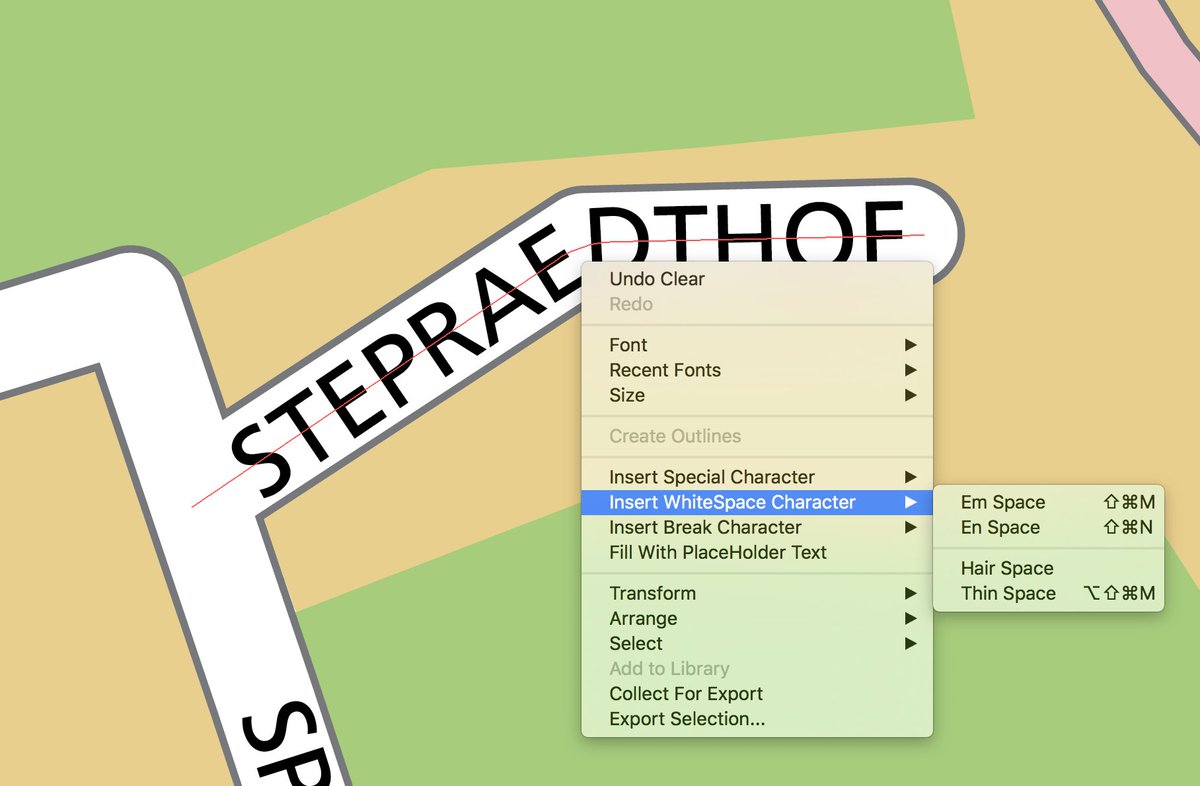 STEPRAEDTHOF
Undo Clear
Redo
Font
Recent Fonts
Size
Create Outlines
Insert Special Character
Insert WhiteSpace Character
Insert Break Character
Fill With PlaceHolder Text
Transform
Arrange
Select
Add to Library
Collect For Export
Export Selection...
Em Space ⇧⌘M
En Space ⇧⌘N
Hair Space
Thin Space ⌥⇧⌘M
SP